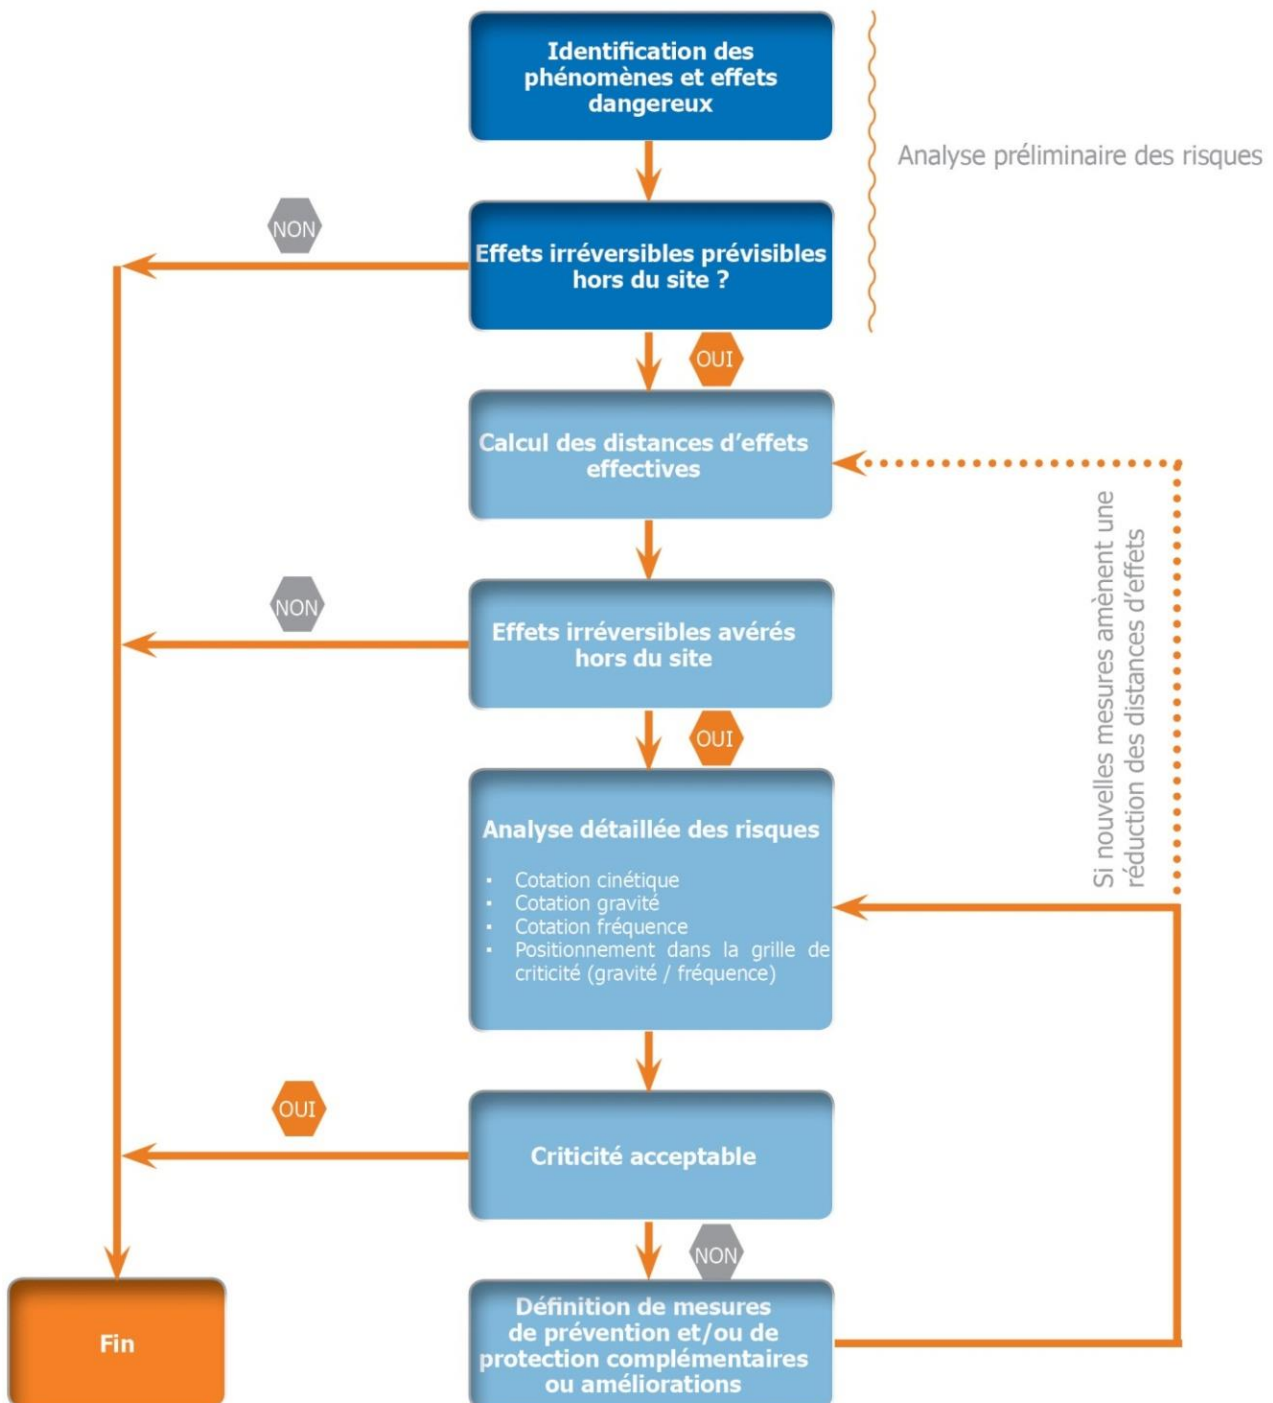 Identification des
phénomènes et effets
dangereux
Analyse préliminaire des risques
NON
Effets irréversibles prévisibles
hors du site ?
OUI
Calcul des distances d’effets
effectives
Si nouvelles mesures amènent une
réduction des distances d’effets
NON
Effets irréversibles avérés
hors du site
OUI
Analyse détaillée des risques
▪ Cotation cinétique
▪ Cotation gravité
▪ Cotation fréquence
▪ Positionnement dans la grille de
criticité (gravité / fréquence)
OUI
Criticité acceptable
NON
Définition de mesures
de prévention et/ou de
protection complémentaires
ou améliorations
Fin